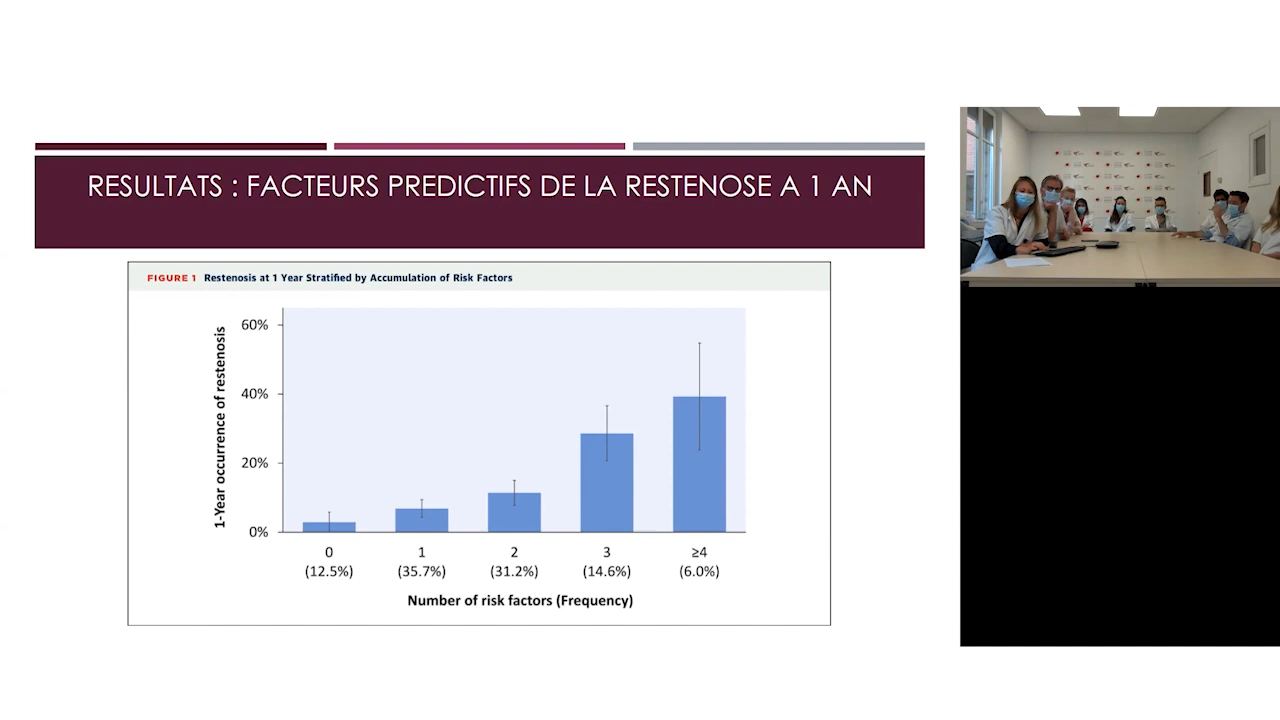 RESULTATS : FACTEURS PREDICTIFS DE LA RESTENOSE A 1 AN
FIGURE 1 Restenosis at 1 Year Stratified by Accumulation of Risk Factors
1-Year occurrence of restenosis
60%
40%
20%
0%
0 1 2 3 ≥4
(12.5%) (35.7%) (31.2%) (14.6%) (6.0%)
Number of risk factors (Frequency)